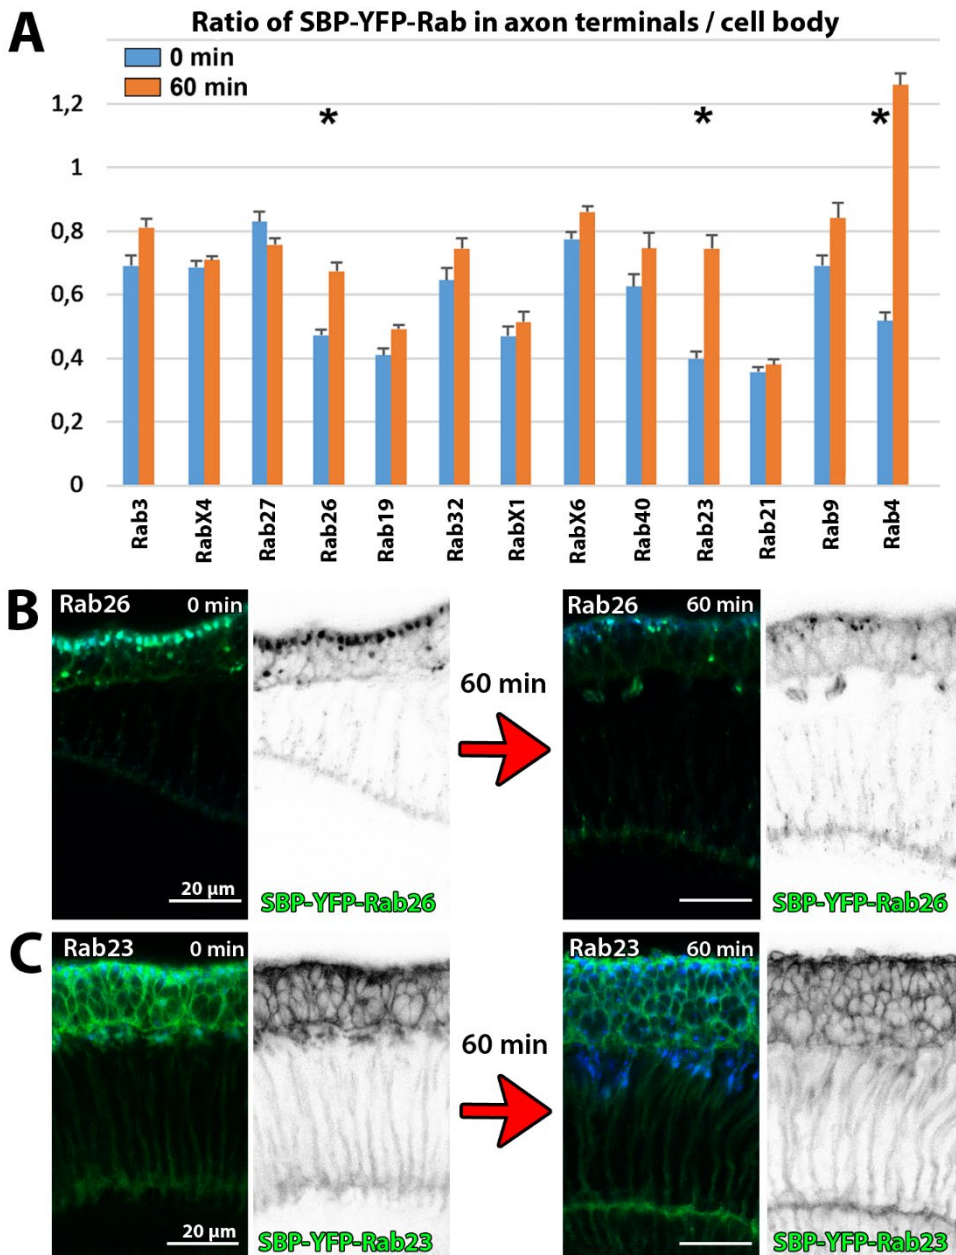 A
Ratio of SBP-YFP-Rab in axon terminals / cell body
0 min
60 min
1,2
1
0,8
0,6
0,4
0,2
0
* * *
Rab3 RabX4 Rab27 Rab26 Rab19 Rab32 RabX1 RabX6 Rab40 Rab23 Rab21 Rab9 Rab4
B
Rab26 0 min
20 µm
SBP-YFP-Rab26
60 min
Rab26 60 min
SBP-YFP-Rab26
C
Rab23 0 min
20 µm
SBP-YFP-Rab23
60 min
Rab23 60 min
SBP-YFP-Rab23